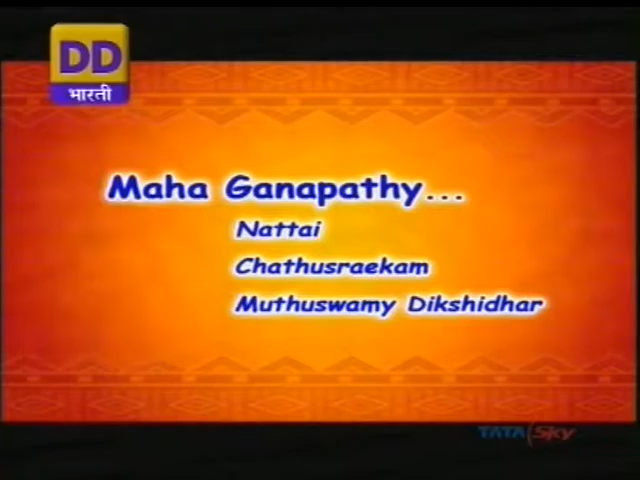 DD
भारती
Maha Ganapathy...
Nattai
Chathusraekam
Muthuswamy Dikshidhar
TATA Sky